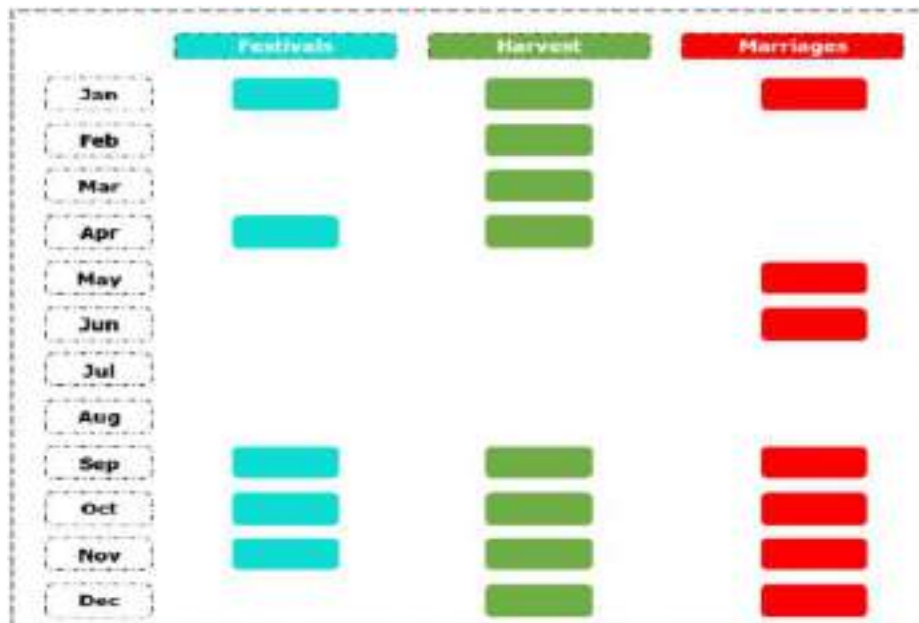 Festivals Harvest Marriages
Jan
Feb
Mar
Apr
May
Jun
Jul
Aug
Sep
Oct
Nov
Dec